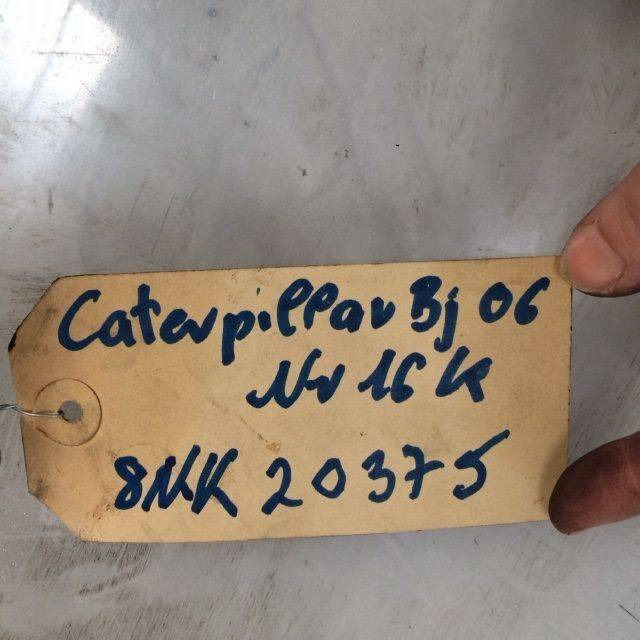 Caterpillar Bj 06
Nr 16 K
8NK 20375